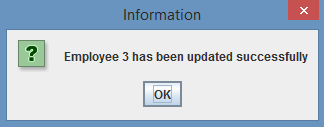 Information
x
?
Employee 3 has been updated successfully
OK